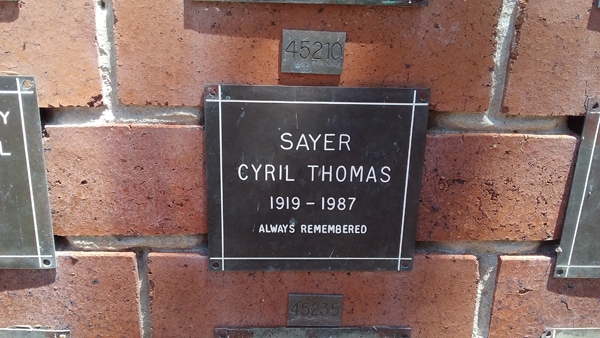 45210
SAYER
CYRIL THOMAS
1919 - 1987
ALWAYS REMEMBERED
45235